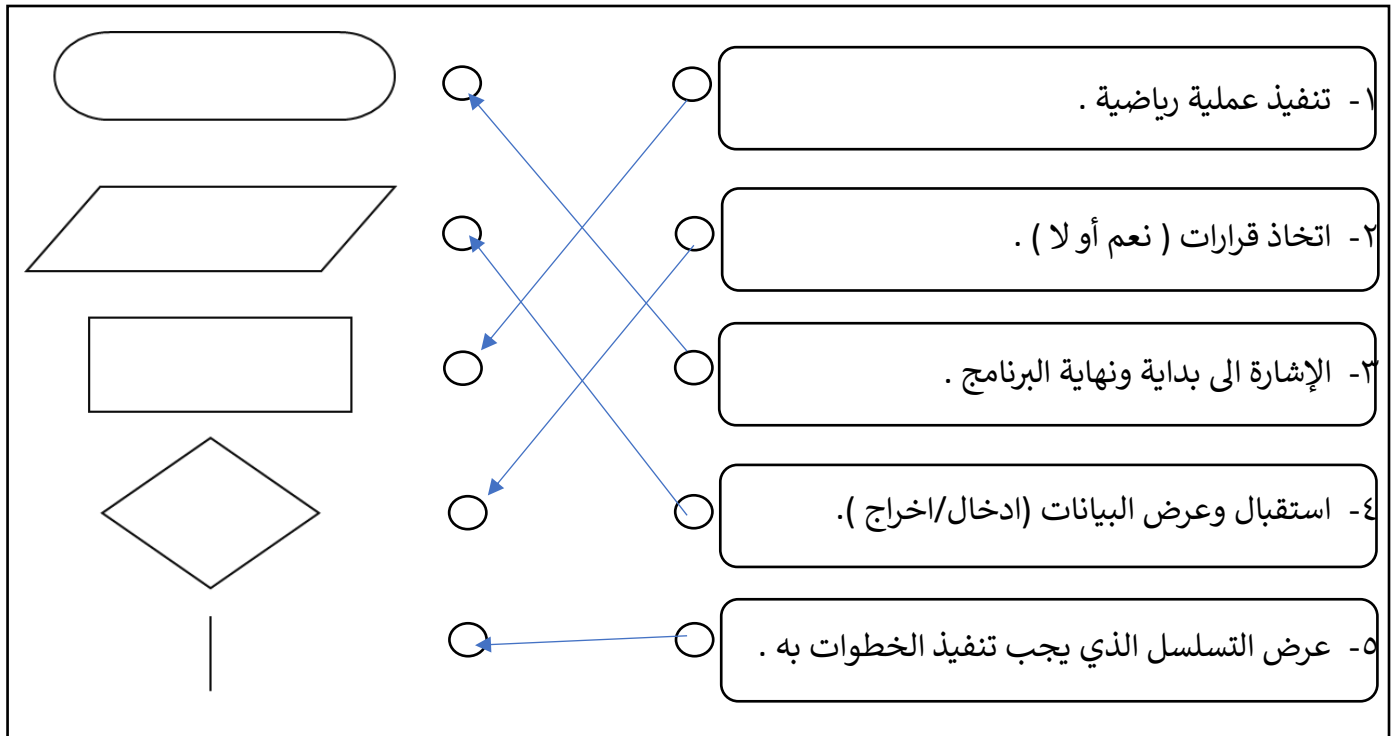 ١- تنفيذ عملية رياضية .
٢- اتخاذ قرارات ( نعم أو لا ) .
٣- الإشارة الى بداية ونهاية البرنامج .
٤- استقبال وعرض البيانات (ادخال/اخراج ).
٥- عرض التسلسل الذي يجب تنفيذ الخطوات به .